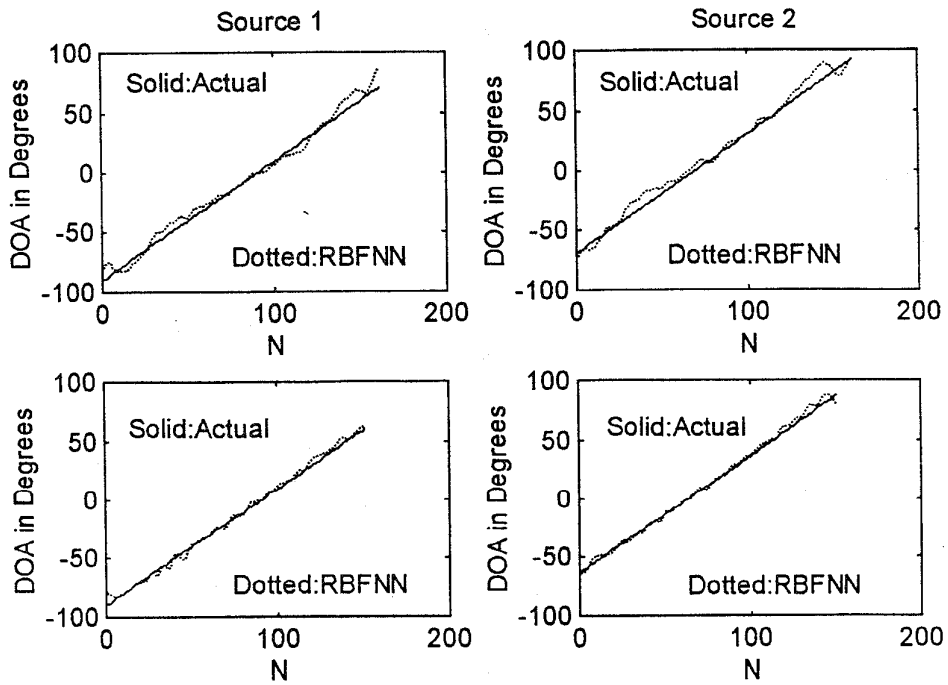 Source 1
Source 2
100
50
0
-50
-100
DOA in Degrees
Solid:Actual
Dotted:RBFNN
0
100
200
N
100
50
0
-50
-100
DOA in Degrees
Solid:Actual
Dotted:RBFNN
0
100
200
N
100
50
0
-50
-100
DOA in Degrees
Solid:Actual
Dotted:RBFNN
0
100
200
N
100
50
0
-50
-100
DOA in Degrees
Solid:Actual
Dotted:RBFNN
0
100
200
N